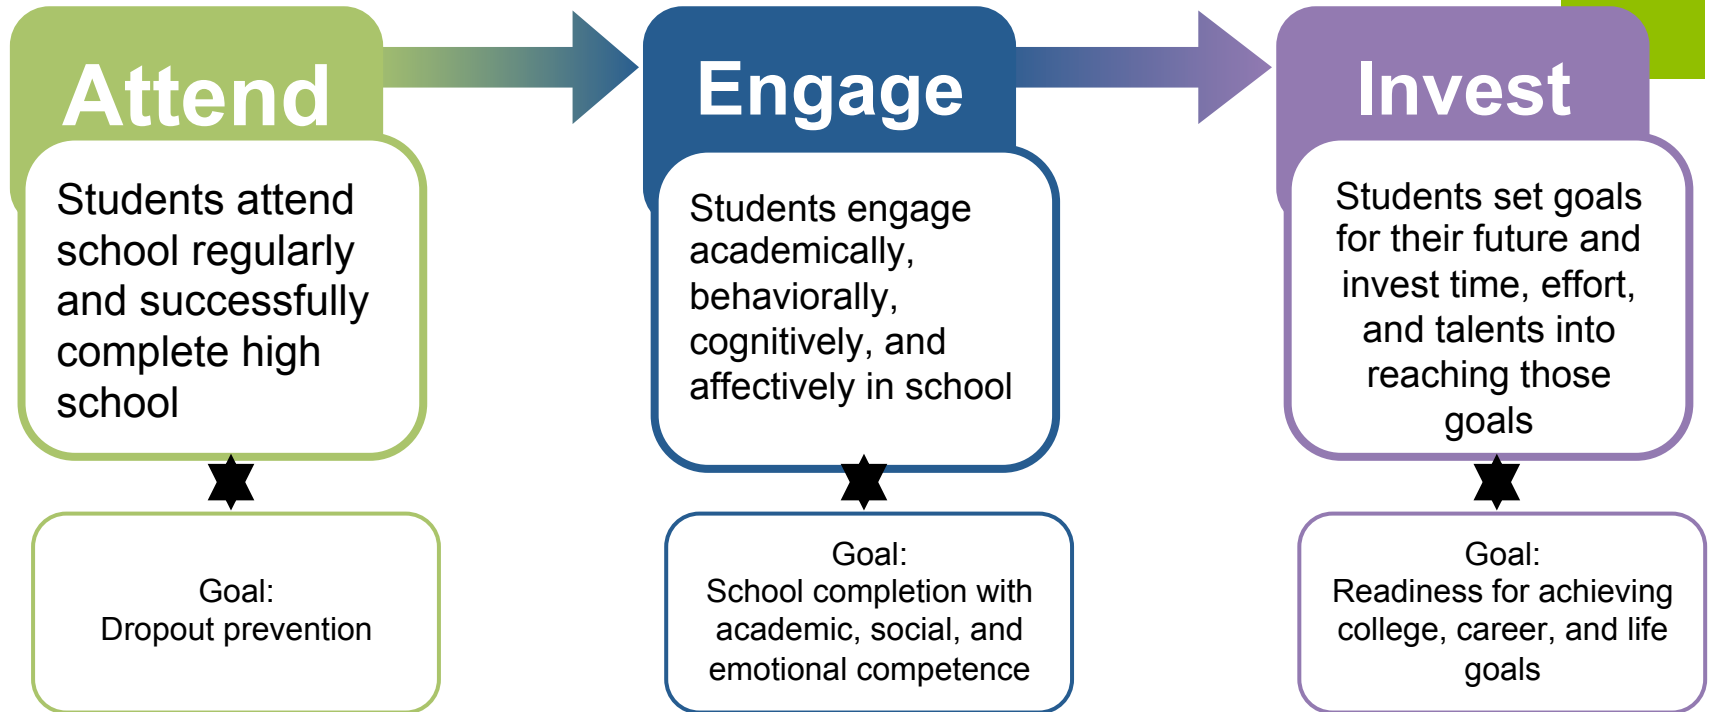 Attend
Students attend
school regularly
and successfully
complete high
school
Goal:
Dropout prevention
Engage
Students engage
academically,
behaviorally,
cognitively, and
affectively in school
Goal:
School completion with
academic, social, and
emotional competence
Invest
Students set goals
for their future and
invest time, effort,
and talents into
reaching those
goals
Goal:
Readiness for achieving
college, career, and life
goals